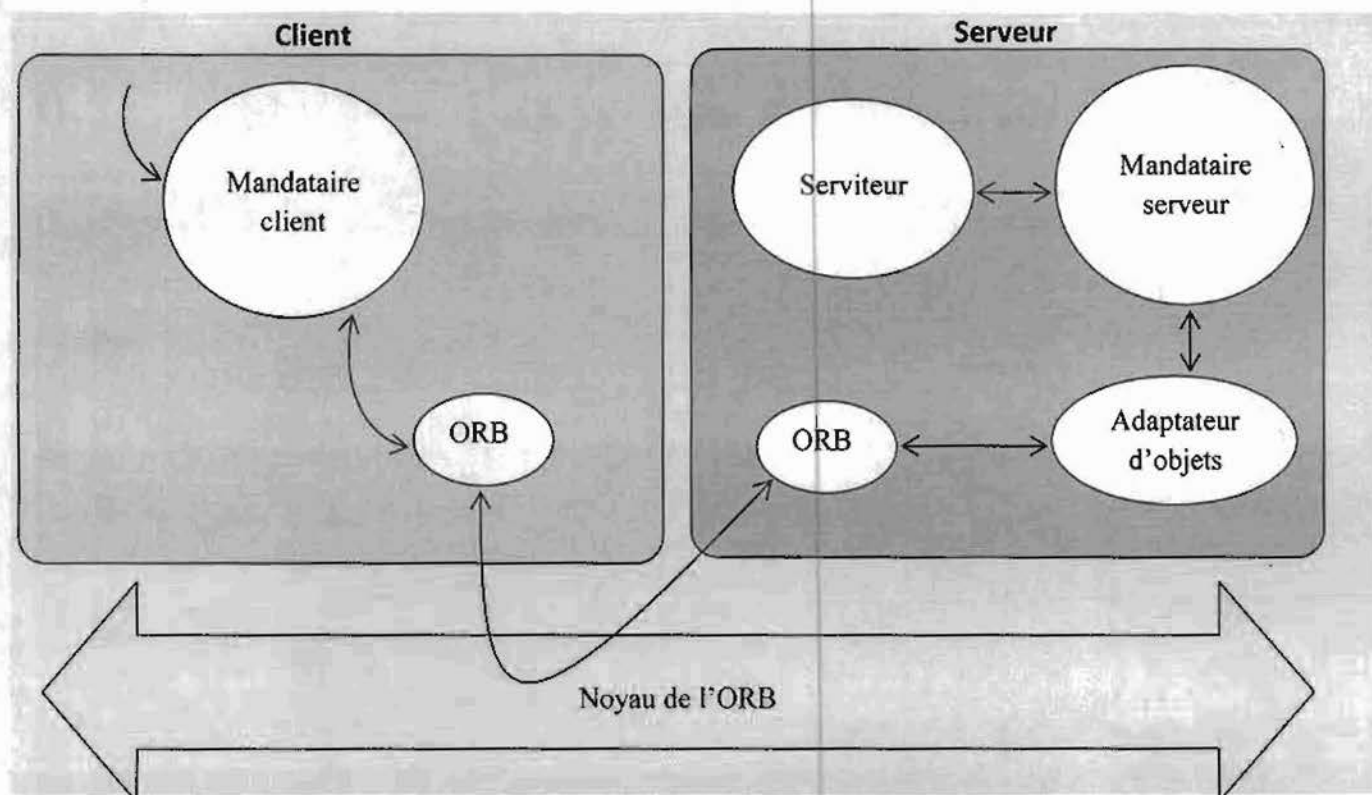 Client
Serveur
Mandataire
client
Serviteur
Mandataire
serveur
ORB
ORB
Adaptateur
d'objets
Noyau de l'ORB